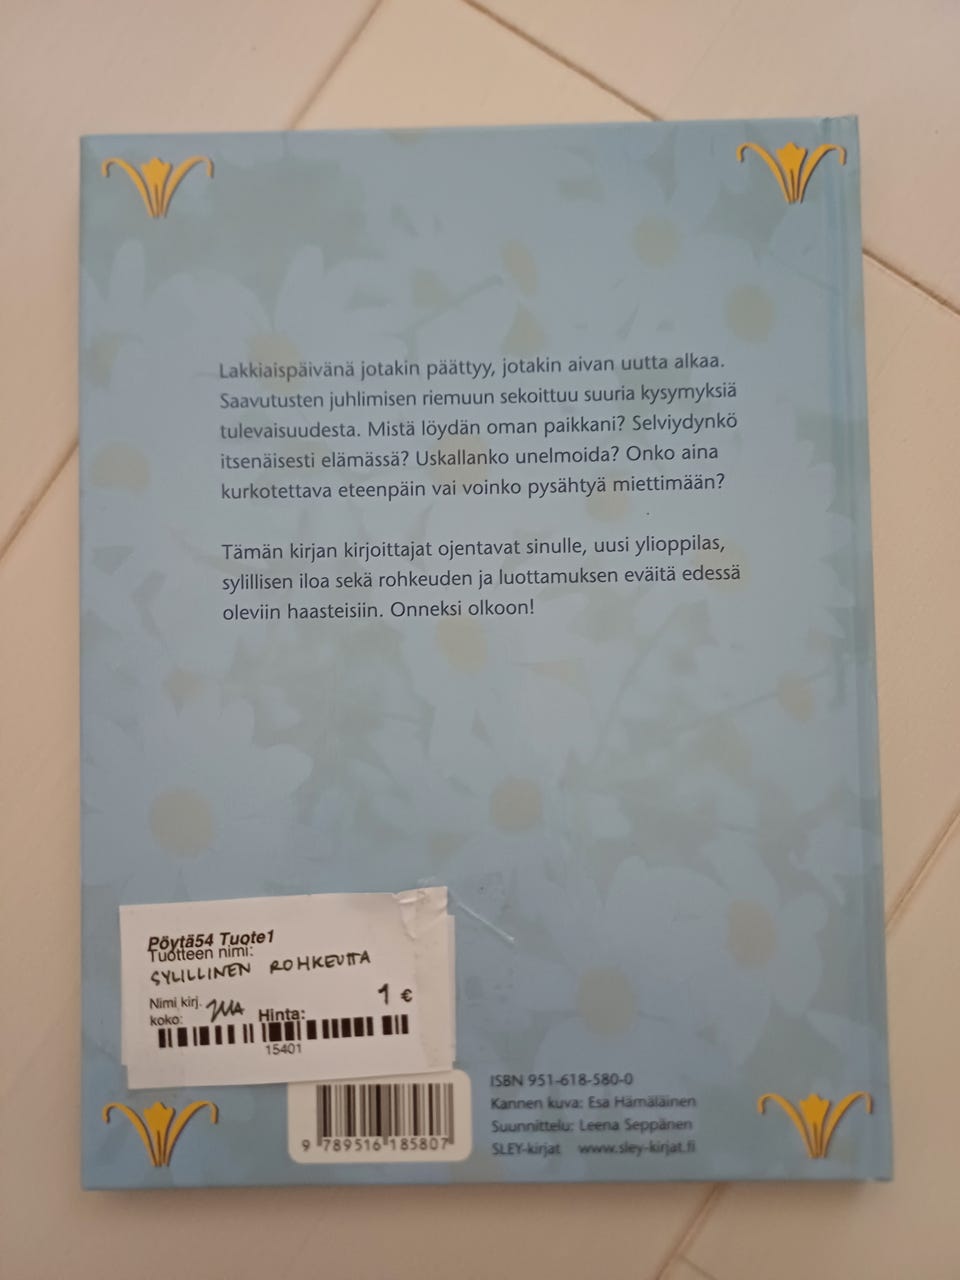 Lakkiaispäivänä jotakin päättyy, jotakin aivan uutta alkaa.
Saavutusten juhlimisen riemuun sekoittuu suuria kysymyksiä
tulevaisuudesta. Mistä löydän oman paikkani? Selviydynkö
itsenäisesti elämässä? Uskallanko unelmoida? Onko aina
kurkotettava eteenpäin vai voinko pysähtyä miettimään?
Tämän kirjan kirjoittajat ojentavat sinulle, uusi ylioppilas,
sylillisen iloa sekä rohkeuden ja luottamuksen eväitä edessä
oleviin haasteisiin. Onneksi olkoon!
Pöytä54 Tuote1
Tuotteen nimi:
SYLILLINEN ROHKEUTTA
Nimi kirj. 1 €
koko: Hinta:
15401
ISBN 951-618-580-0
Kannen kuva: Esa Hämäläinen
Suunnittelu: Leena Seppänen
SLEY-kirjat www.sley-kirjat.fi
9 789516 185807